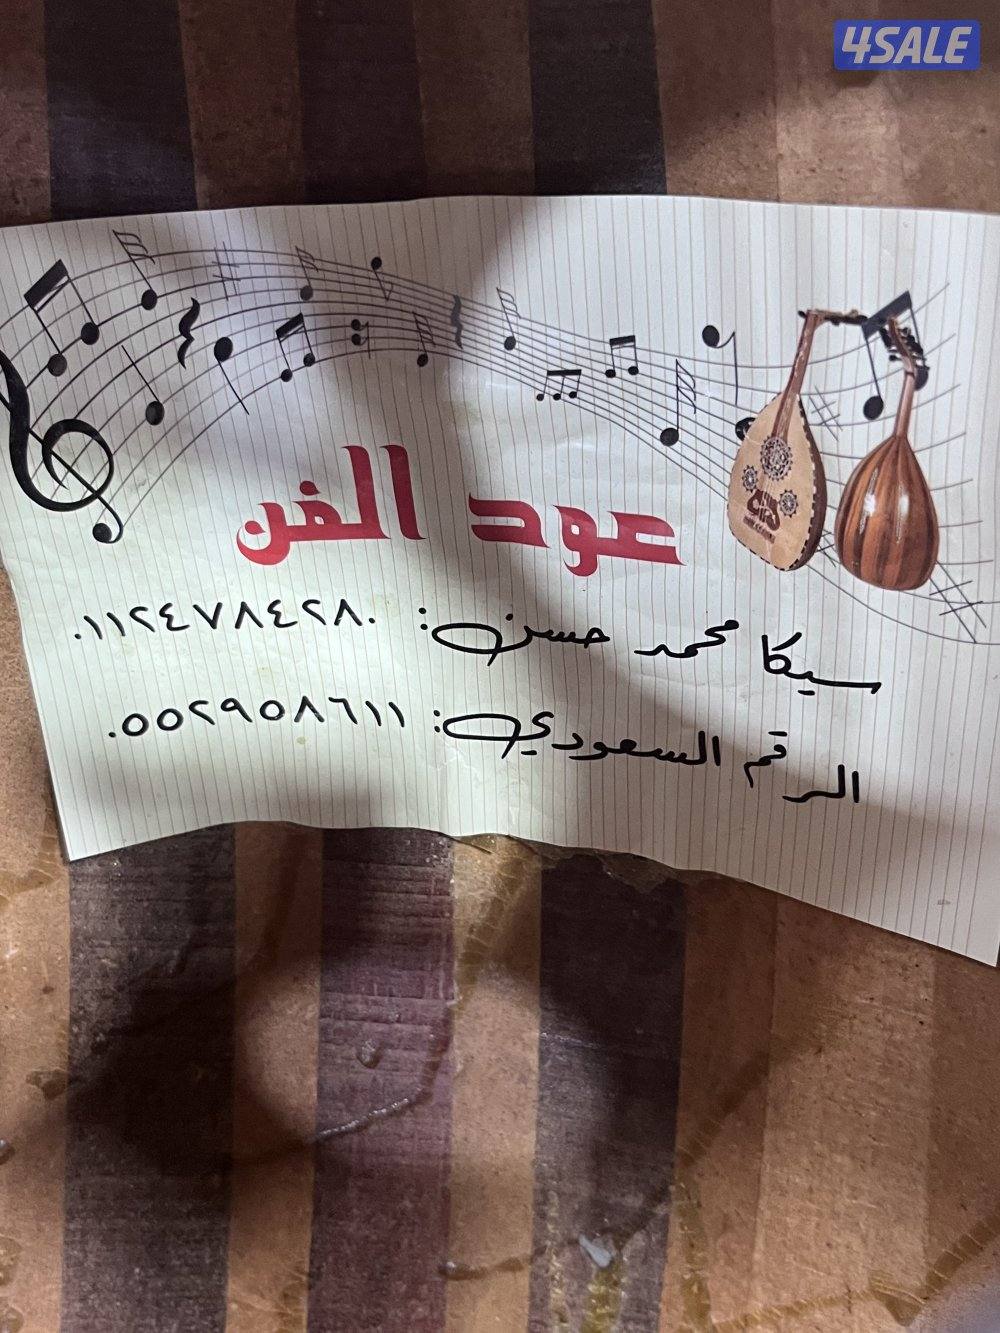 4SALE
عود الفن
سيكا محمد حسن: ٠١١٢٤٧٨٤٢٨٠
الرقم السعودي: ٠٥٥٢٩٥٨٦١١